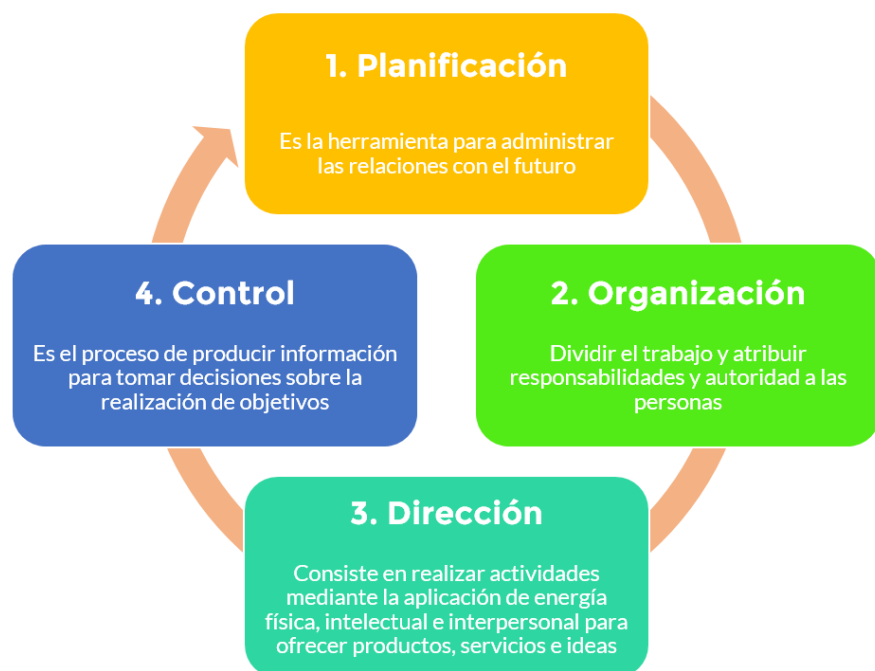 1. Planificación
Es la herramienta para administrar
las relaciones con el futuro
2. Organización
Dividir el trabajo y atribuir
responsabilidades y autoridad a las
personas
3. Dirección
Consiste en realizar actividades
mediante la aplicación de energía
física, intelectual e interpersonal para
ofrecer productos, servicios e ideas
4. Control
Es el proceso de producir información
para tomar decisiones sobre la
realización de objetivos